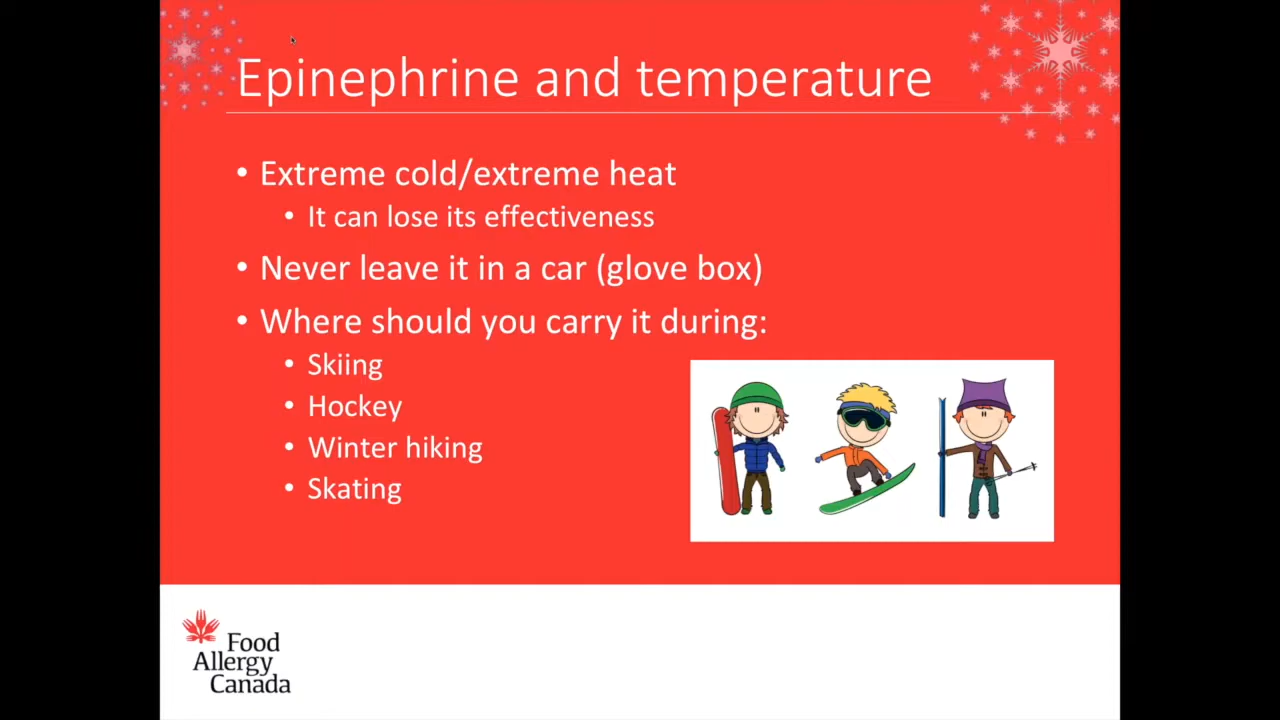 Epinephrine and temperature
• Extreme cold/extreme heat
• It can lose its effectiveness
• Never leave it in a car (glove box)
• Where should you carry it during:
• Skiing
• Hockey
• Winter hiking
• Skating
Food
Allergy
Canada